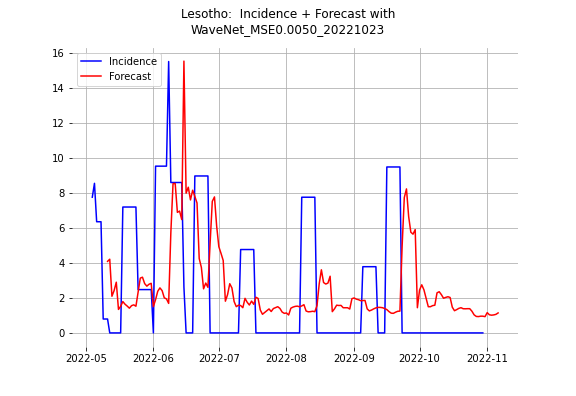 Lesotho:  Incidence + Forecast with
WaveNet_MSE0.0050_20221023
Incidence
Forecast
16
14
12
10
8
6
4
2
0
2022-05 2022-06 2022-07 2022-08 2022-09 2022-10 2022-11